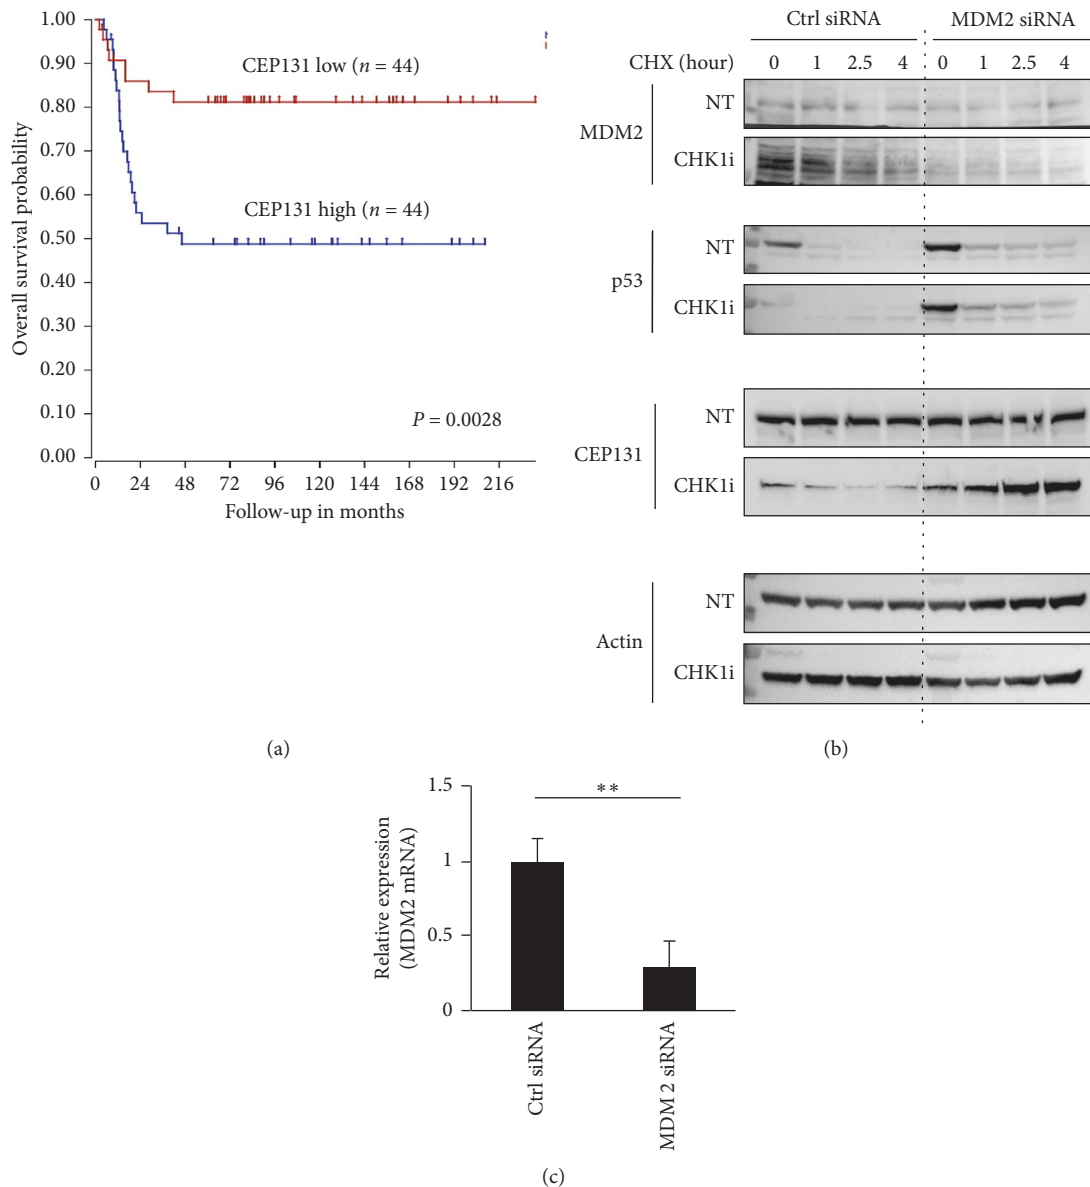 1.00
0.90
0.80
0.70
0.60
0.50
0.40
0.30
0.20
0.10
0.00
Overall survival probability
CEP131 low (n = 44)
CEP131 high (n = 44)
P = 0.0028
0 24 48 72 96 120 144 168 192 216
Follow-up in months
(a)
Ctrl siRNA MDM2 siRNA
CHX (hour) 0 1 2.5 4 0 1 2.5 4
MDM2
NT
CHK1i
p53
NT
CHK1i
CEP131
NT
CHK1i
Actin
NT
CHK1i
(b)
1.5
1
0.5
0
Relative expression
(MDM2 mRNA)
**
Ctrl siRNA
MDM 2 siRNA
(c)